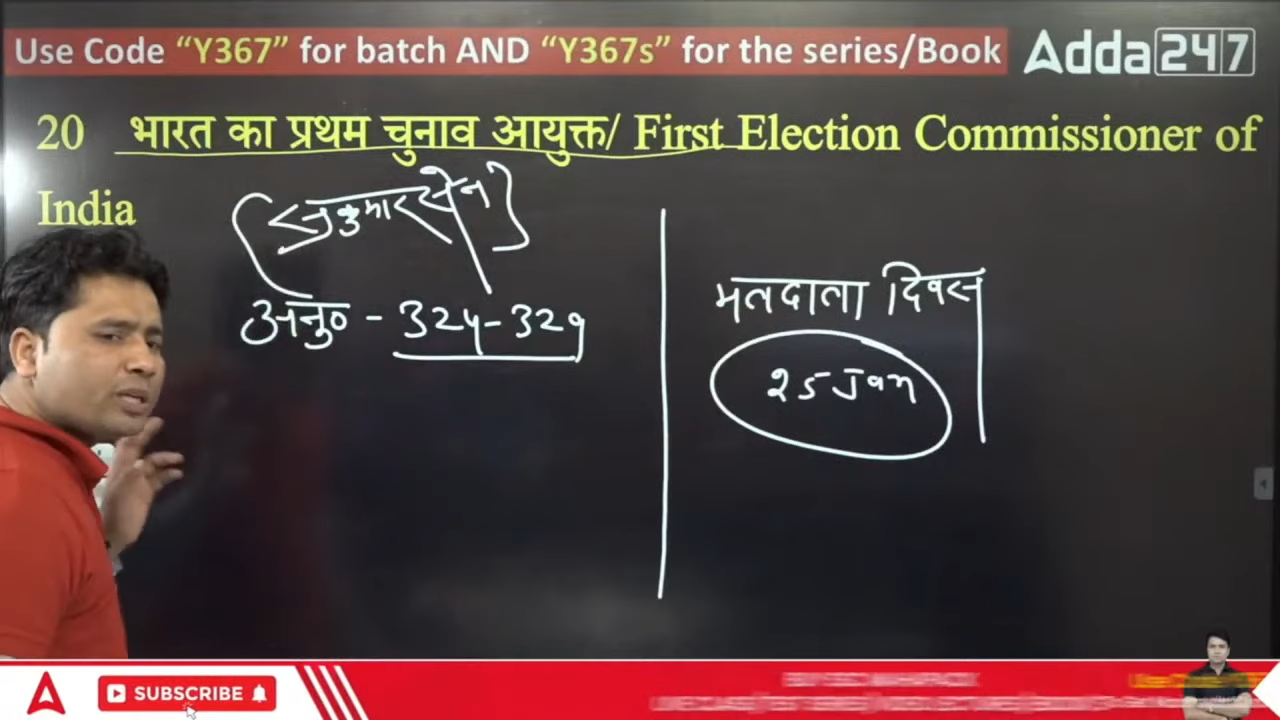 Use Code “Y367” for batch AND “Y367s” for the series/Book
Adda247
20 भारत का प्रथम चुनाव आयुक्त/ First Election Commissioner of
India
सुकुमार सेन
अनु० - 324-329
मतदाता दिवस
25 Jan
SUBSCRIBE